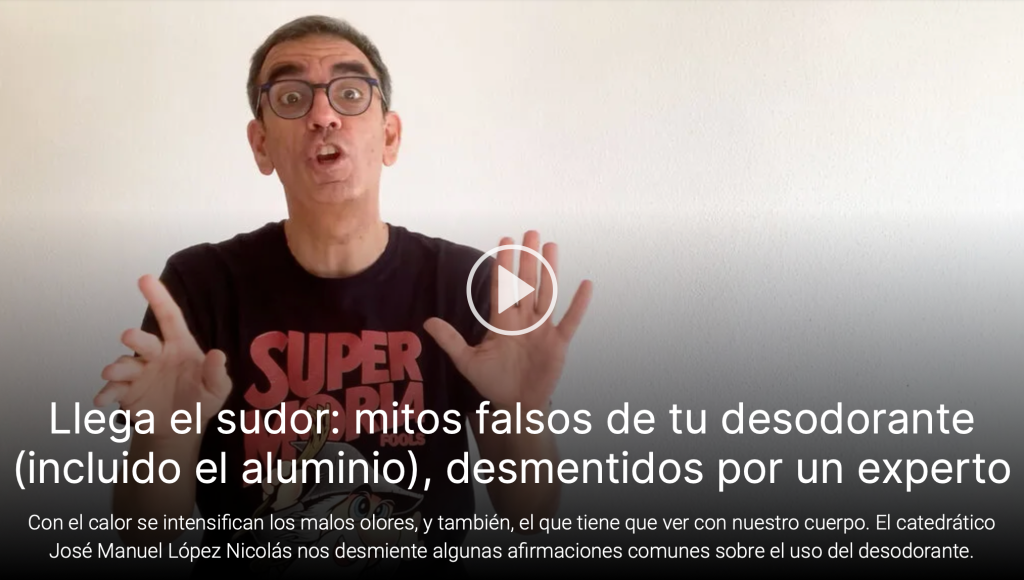 SUPER
FOOLS
Llega el sudor: mitos falsos de tu desodorante
(incluido el aluminio), desmentidos por un experto
Con el calor se intensifican los malos olores, y también, el que tiene que ver con nuestro cuerpo. El catedrático
José Manuel López Nicolás nos desmiente algunas afirmaciones comunes sobre el uso del desodorante.